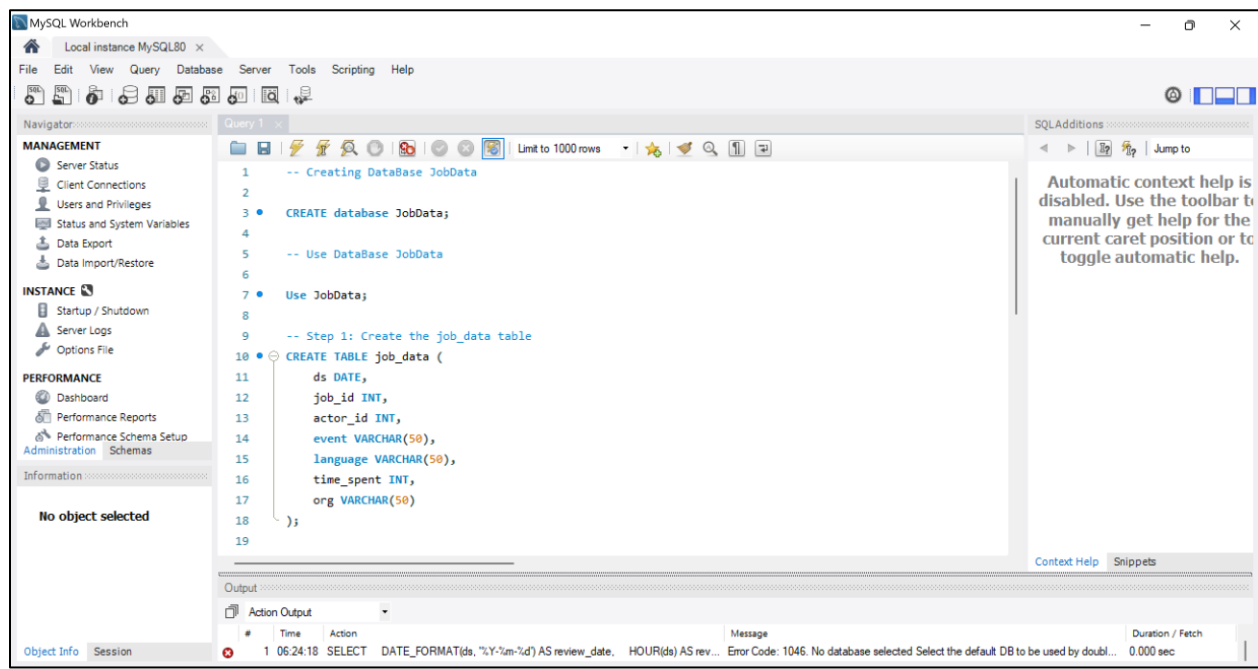 MySQL Workbench
Local instance MySQL80
File Edit View Query Database Server Tools Scripting Help
Navigator
MANAGEMENT
Server Status
Client Connections
Users and Privileges
Status and System Variables
Data Export
Data Import/Restore
INSTANCE
Startup / Shutdown
Server Logs
Options File
PERFORMANCE
Dashboard
Performance Reports
Performance Schema Setup
Administration Schemas
Information
No object selected
Object Info Session
Query 1
Limit to 1000 rows
1 -- Creating DataBase JobData
2
3 CREATE database JobData;
4
5 -- Use DataBase JobData
6
7 Use JobData;
8
9 -- Step 1: Create the job_data table
10 CREATE TABLE job_data (
11 ds DATE,
12 job_id INT,
13 actor_id INT,
14 event VARCHAR(50),
15 language VARCHAR(50),
16 time_spent INT,
17 org VARCHAR(50)
18 );
19
SQLAdditions
Jump to
Automatic context help is
disabled. Use the toolbar to
manually get help for the
current caret position or to
toggle automatic help.
Context Help Snippets
Output
Action Output
# Time Action Message Duration / Fetch
1 06:24:18 SELECT DATE_FORMAT(ds, "%Y-%m-%d') AS review_date, HOUR(ds) AS rev... Error Code: 1046. No database selected Select the default DB to be used by doubl... 0.000 sec